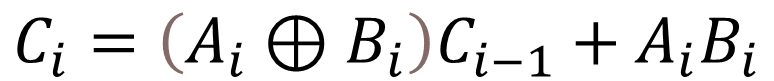 Cᵢ = (Aᵢ ⊕ Bᵢ)Cᵢ₋₁ + AᵢBᵢ